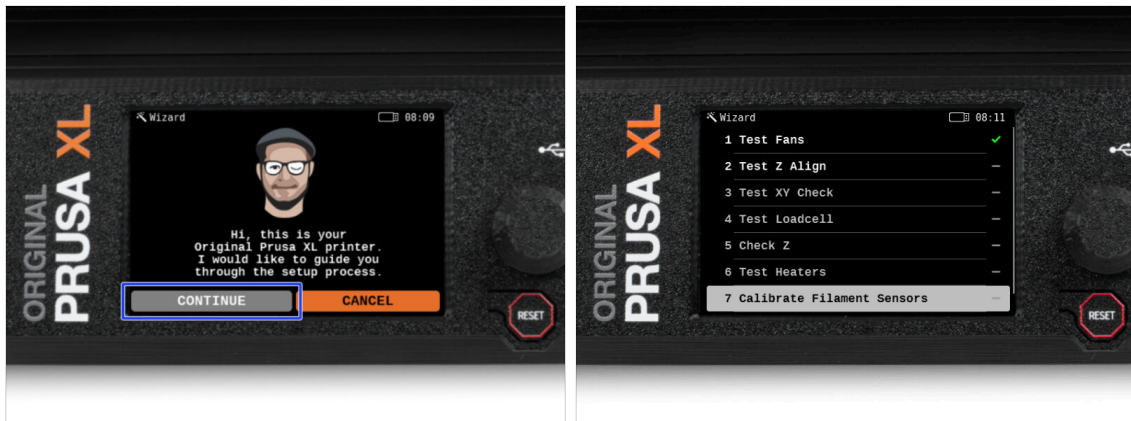 ORIGINAL
PRUSA XL
Wizard
08:09
Hi, this is your
Original Prusa XL printer.
I would like to guide you
through the setup process.
CONTINUE
CANCEL
RESET
ORIGINAL
PRUSA XL
Wizard
08:11
1 Test Fans
2 Test Z Align
3 Test XY Check
4 Test Loadcell
5 Check Z
6 Test Heaters
7 Calibrate Filament Sensors
RESET